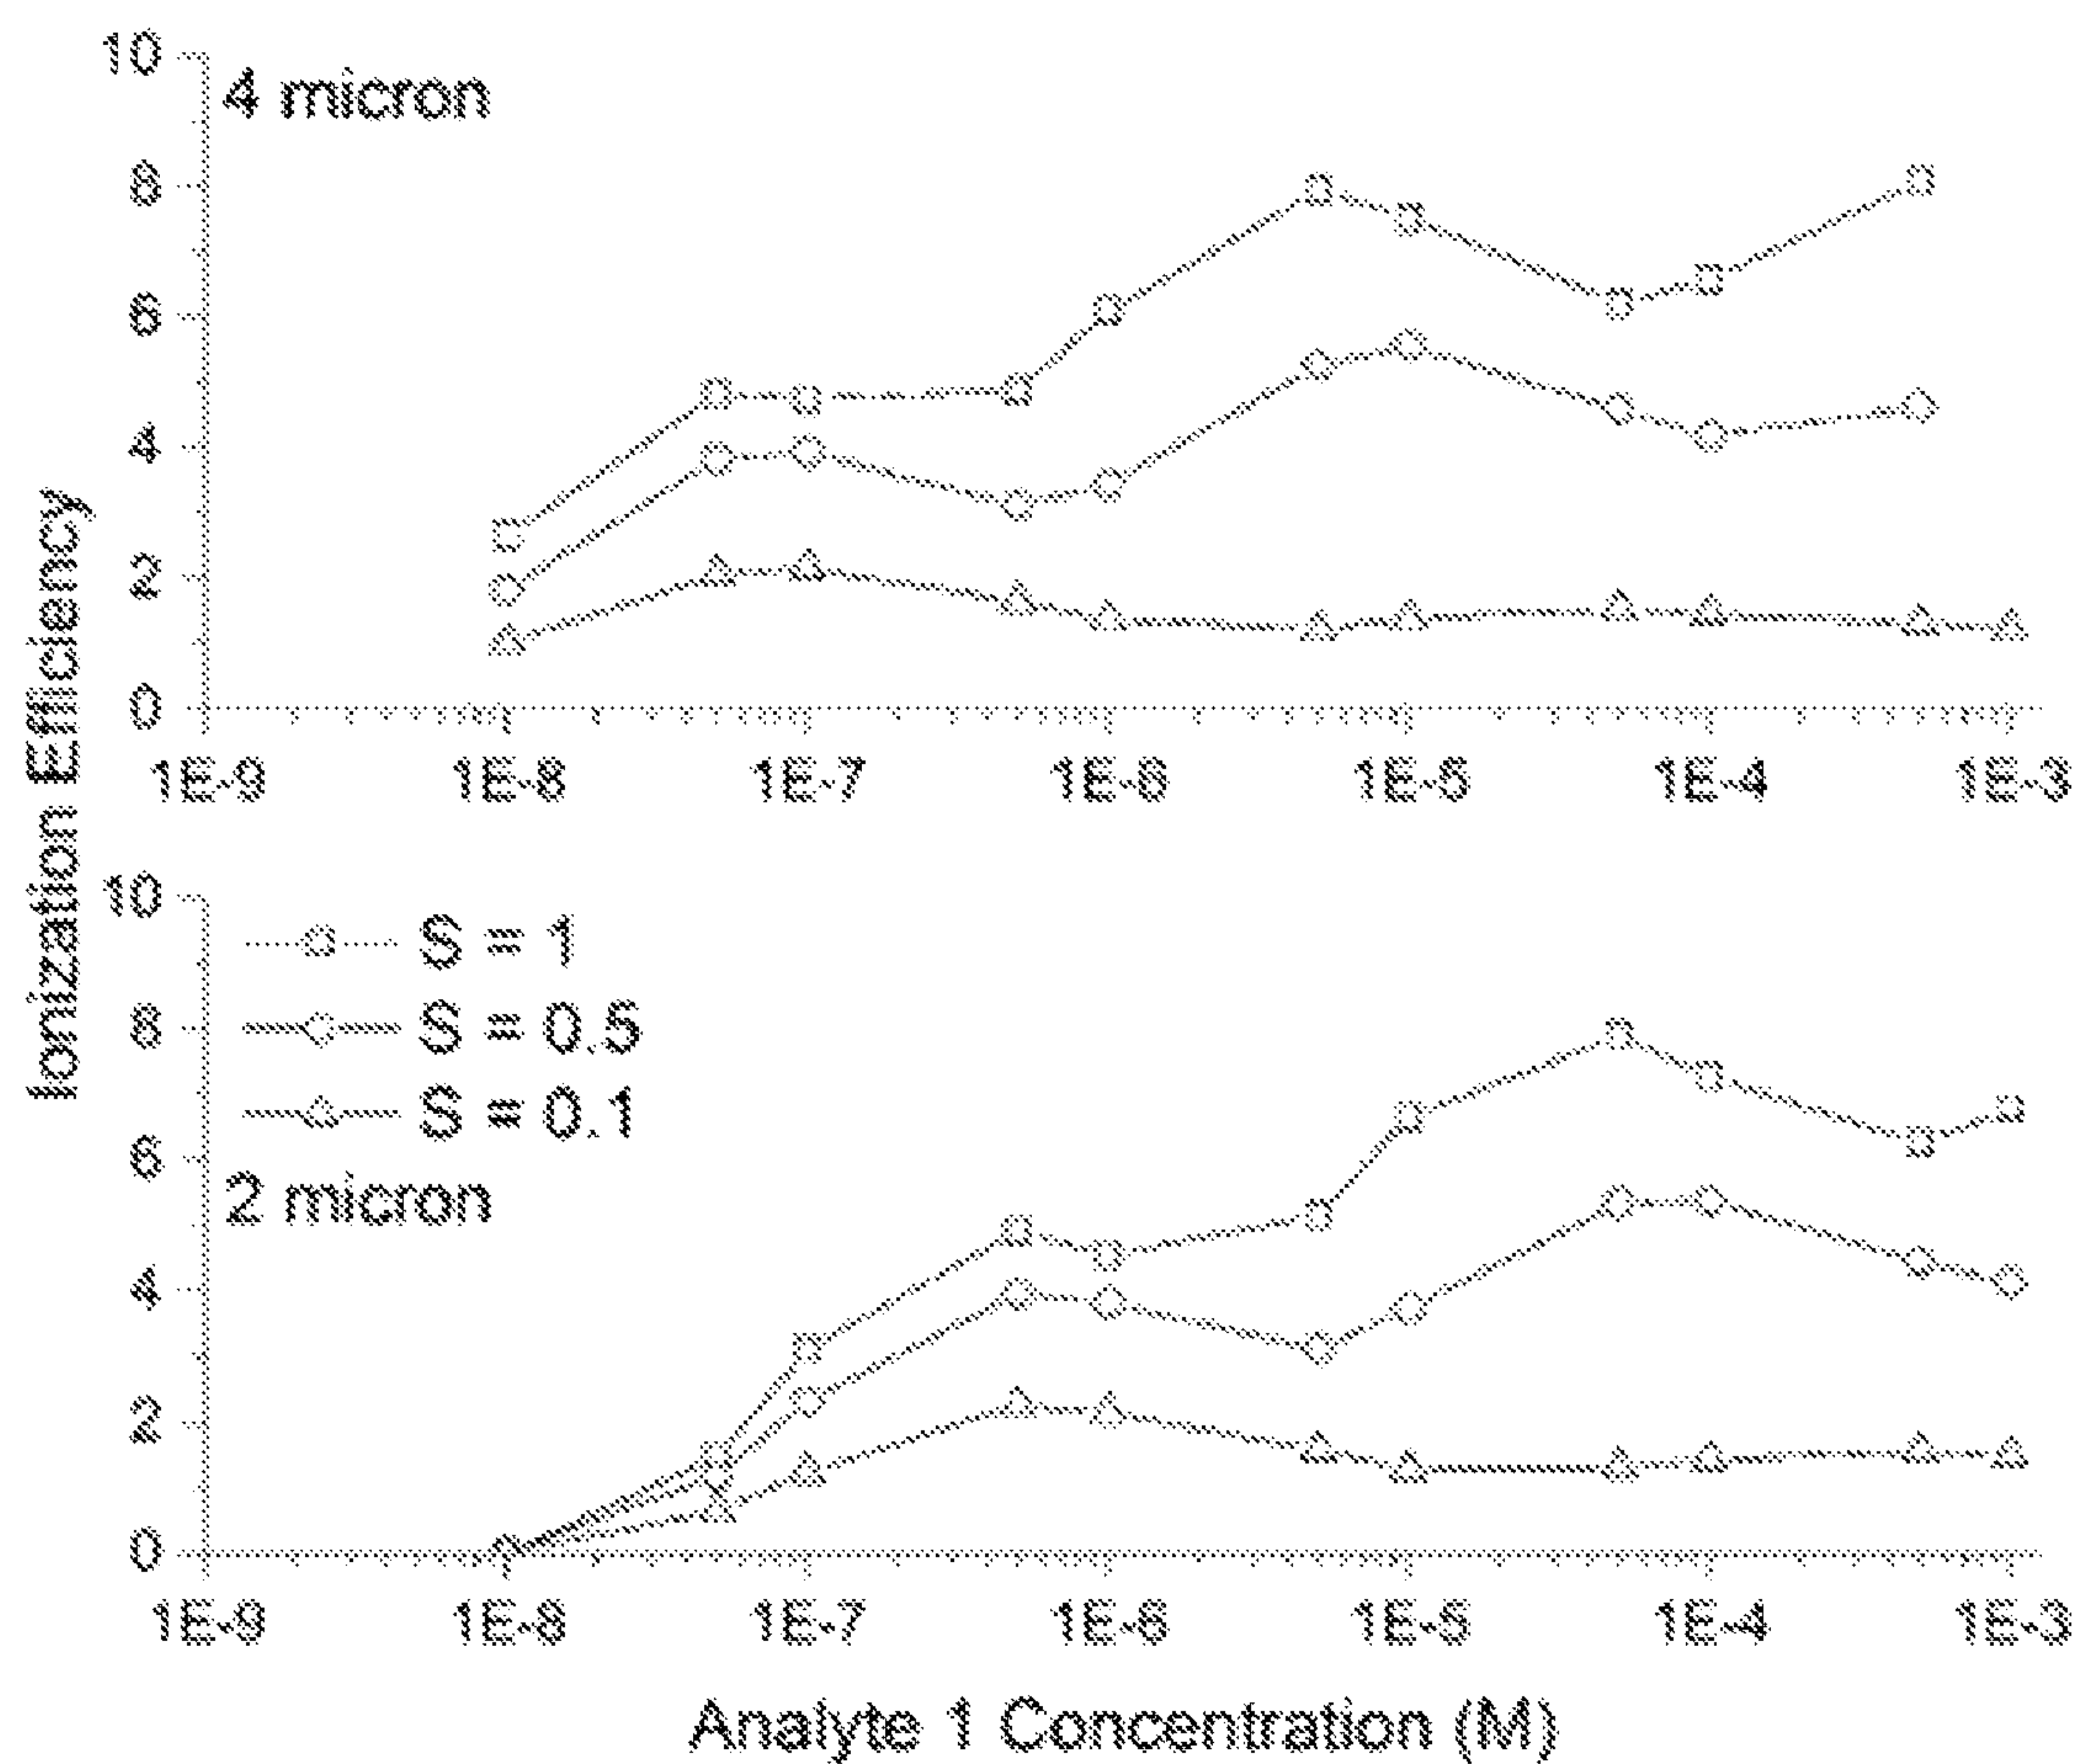 10
4 micron
8
6
4
2
0
1E-9 1E-8 1E-7 1E-6 1E-5 1E-4 1E-3
Ionization Efficiency
10
S = 1
8
S = 0.5
S = 0.1
6
2 micron
4
2
0
1E-9 1E-8 1E-7 1E-6 1E-5 1E-4 1E-3
Analyte 1 Concentration (M)